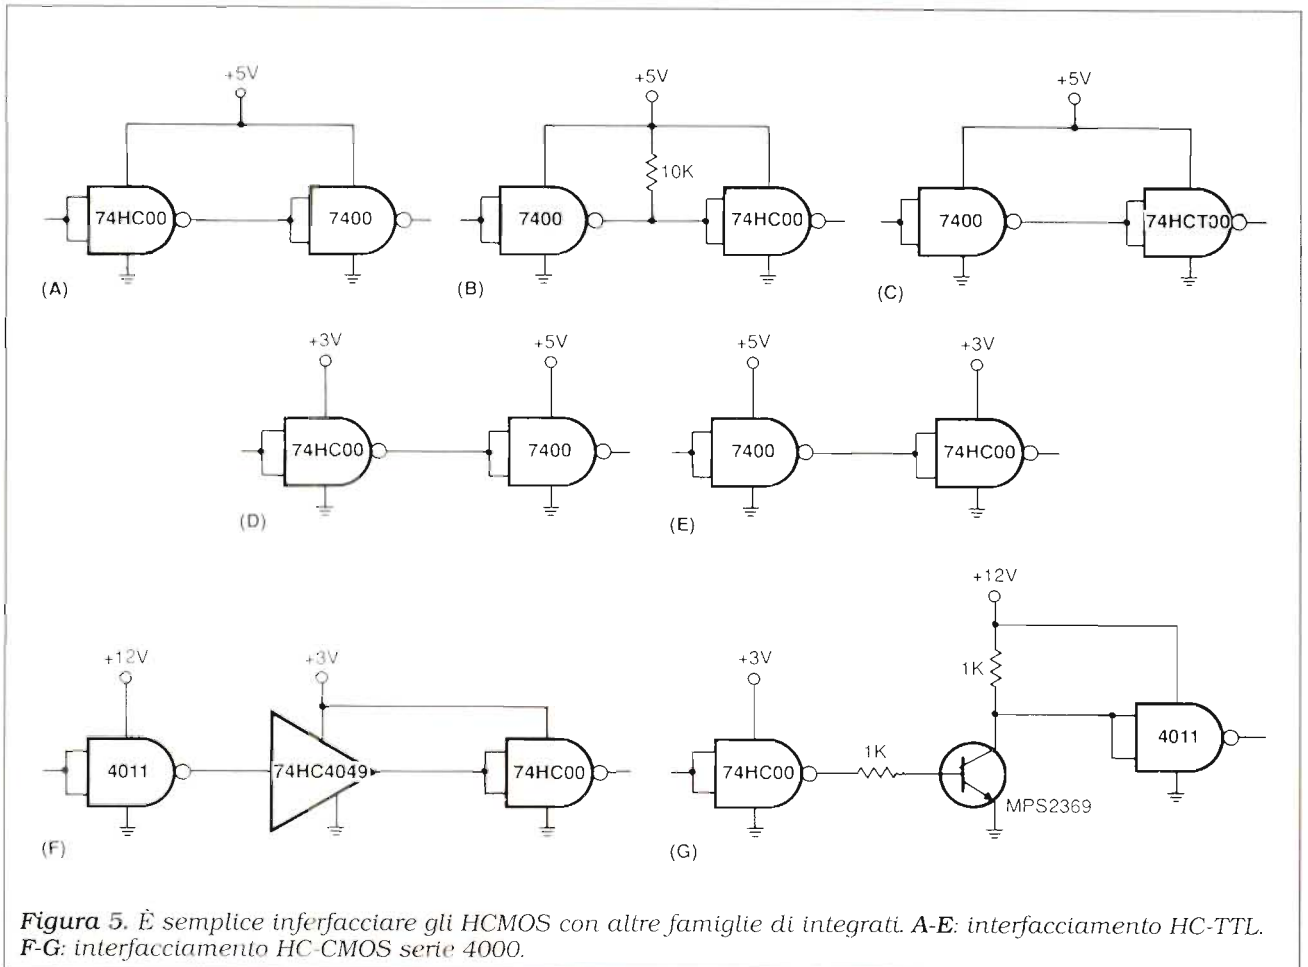 +5V
+5V
+5V
10K
74HC00
7400
7400
74HC00
7400
74HCT00
(A)
(B)
(C)
+3V
+5V
+5V
+3V
74HC00
7400
7400
74HC00
(D)
(E)
+12V
+12V
+3V
+3V
1K
1K
4011
74HC4049
74HC00
74HC00
4011
MPS2369
(F)
(G)
Figura 5. È semplice inferfacciare gli HCMOS con altre famiglie di integrati. A-E: interfacciamento HC-TTL.
F-G: interfacciamento HC-CMOS serie 4000.